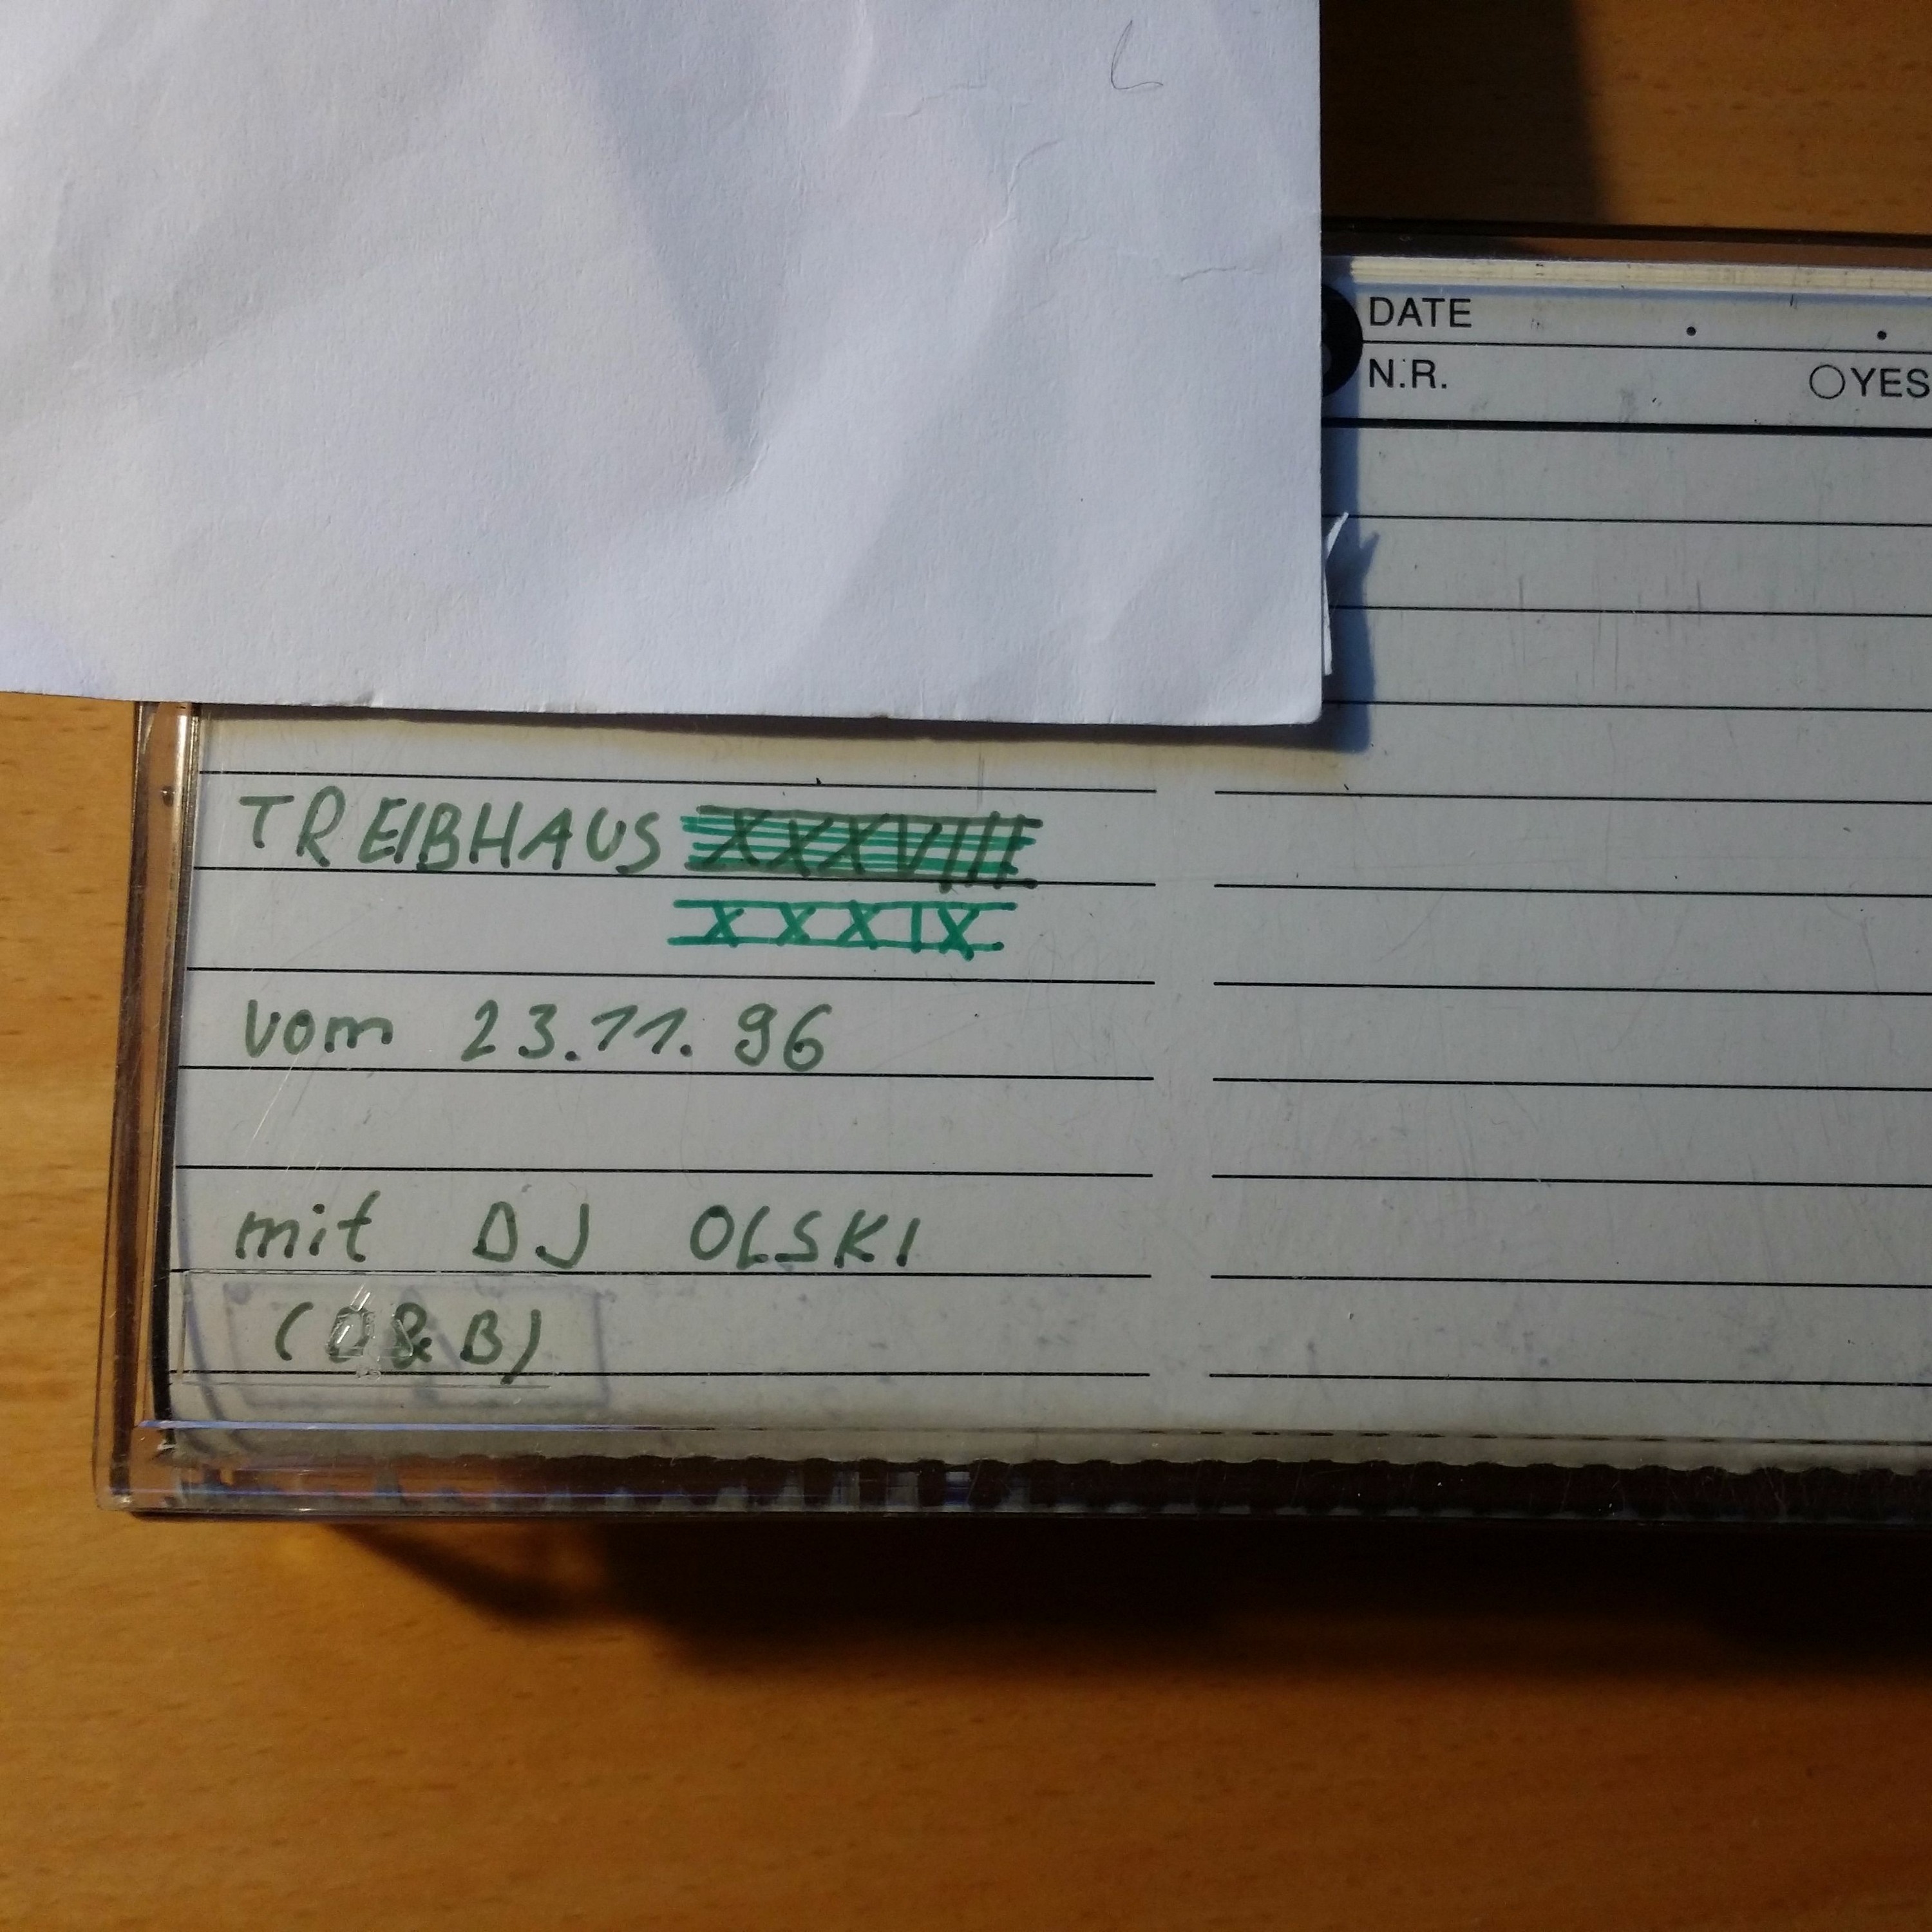 DATE . .
N.R. ○YES
TREIBHAUS XXXVIII
XXXIX
vom 23.11.96
mit DJ OLSKI
(O&B)